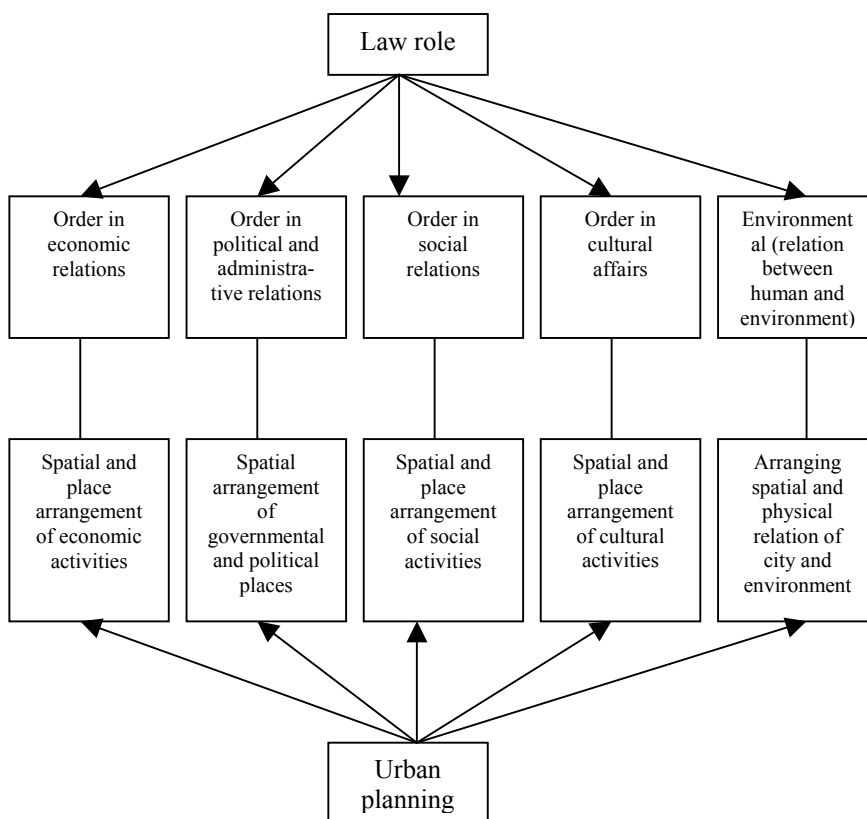 Law role
Order in
economic
relations
Order in
political and
administra-
tive relations
Order in
social
relations
Order in
cultural
affairs
Environment
al (relation
between
human and
environment)
Spatial and
place
arrangement
of economic
activities
Spatial
arrangement
of
governmental
and political
places
Spatial and
place
arrangement
of social
activities
Spatial and
place
arrangement
of cultural
activities
Arranging
spatial and
physical
relation of
city and
environment
Urban
planning